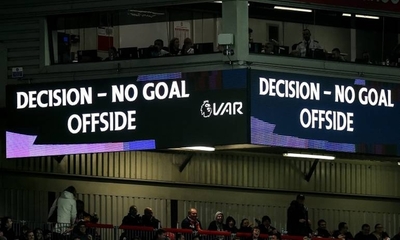 DECISION – NO GOAL
OFFSIDE
VAR
DECISION – NO GOAL
OFFSIDE